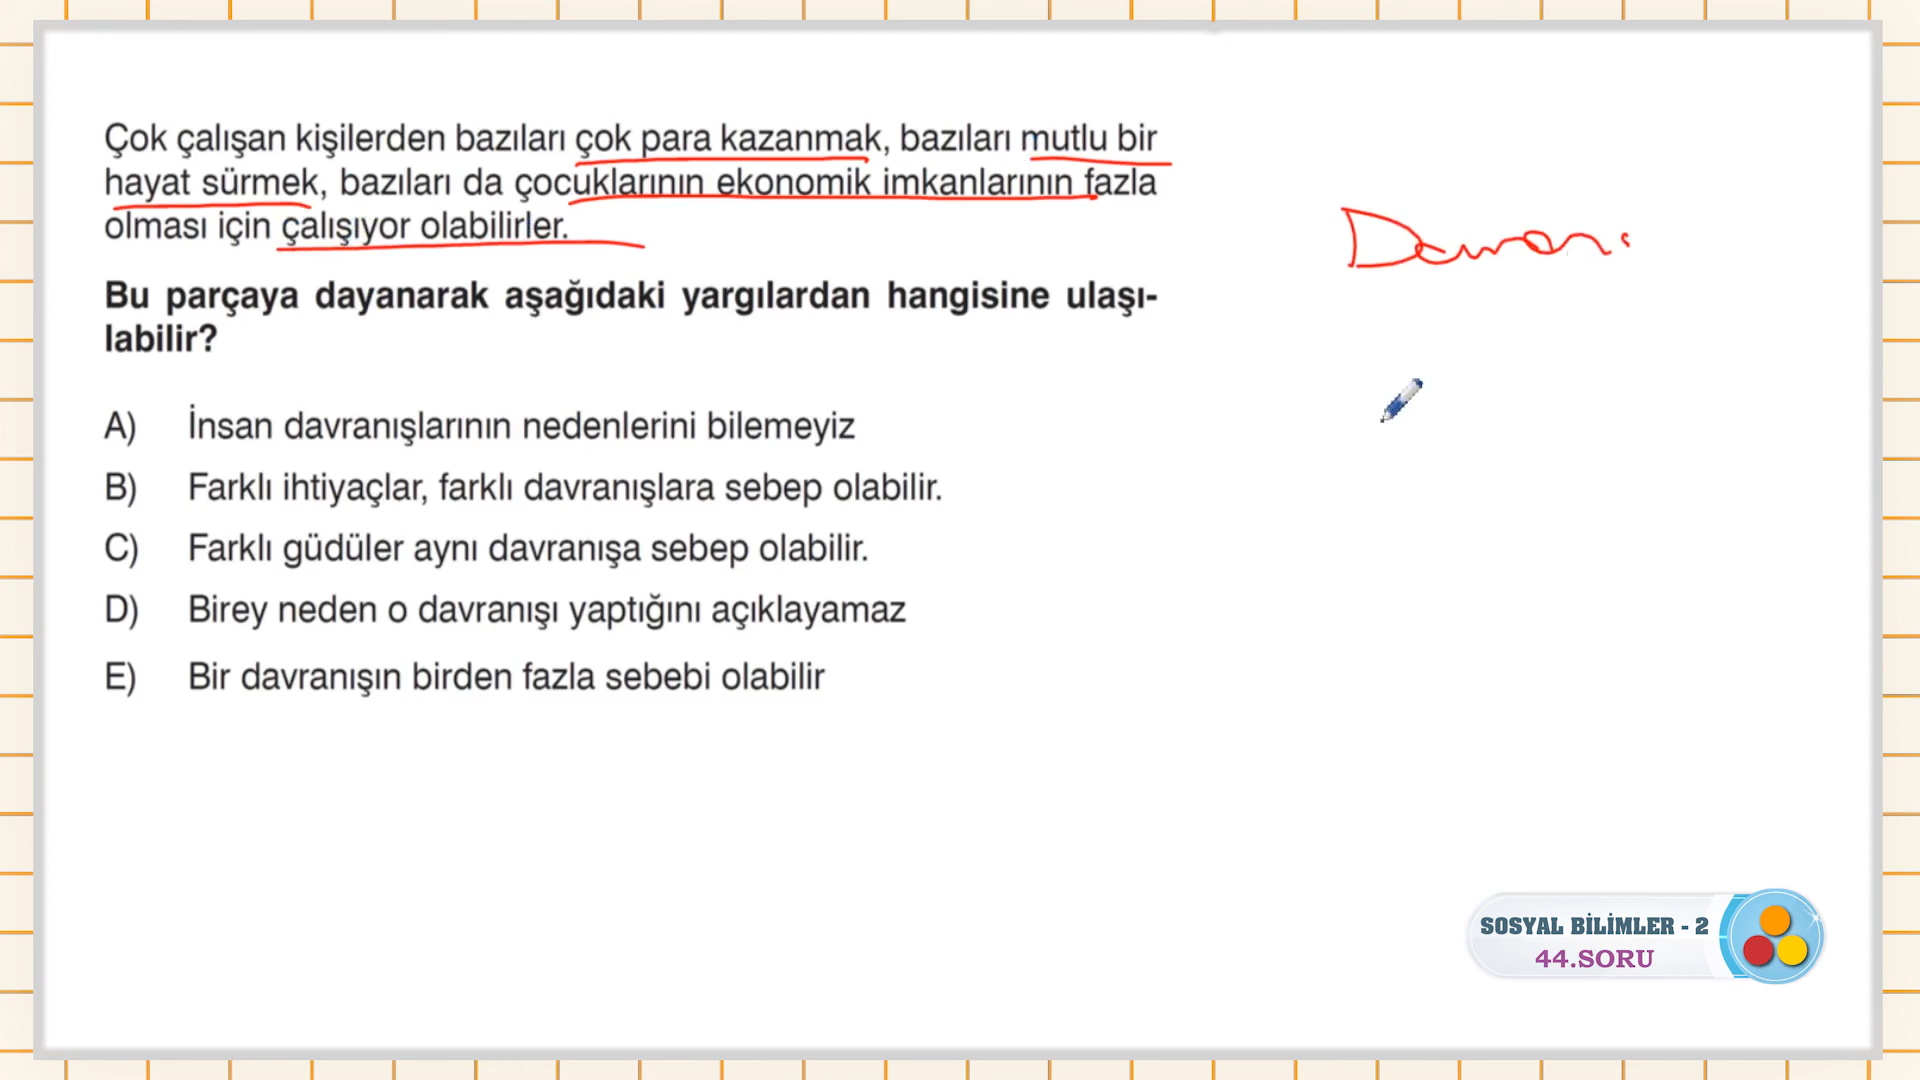 Çok çalışan kişilerden bazıları çok para kazanmak, bazıları mutlu bir
hayat sürmek, bazıları da çocuklarının ekonomik imkanlarının fazla
olması için çalışıyor olabilirler.
Bu parçaya dayanarak aşağıdaki yargılardan hangisine ulaşı-
labilir?
A) İnsan davranışlarının nedenlerini bilemeyiz
B) Farklı ihtiyaçlar, farklı davranışlara sebep olabilir.
C) Farklı güdüler aynı davranışa sebep olabilir.
D) Birey neden o davranışı yaptığını açıklayamaz
E) Bir davranışın birden fazla sebebi olabilir
SOSYAL BİLİMLER - 2
44.SORU